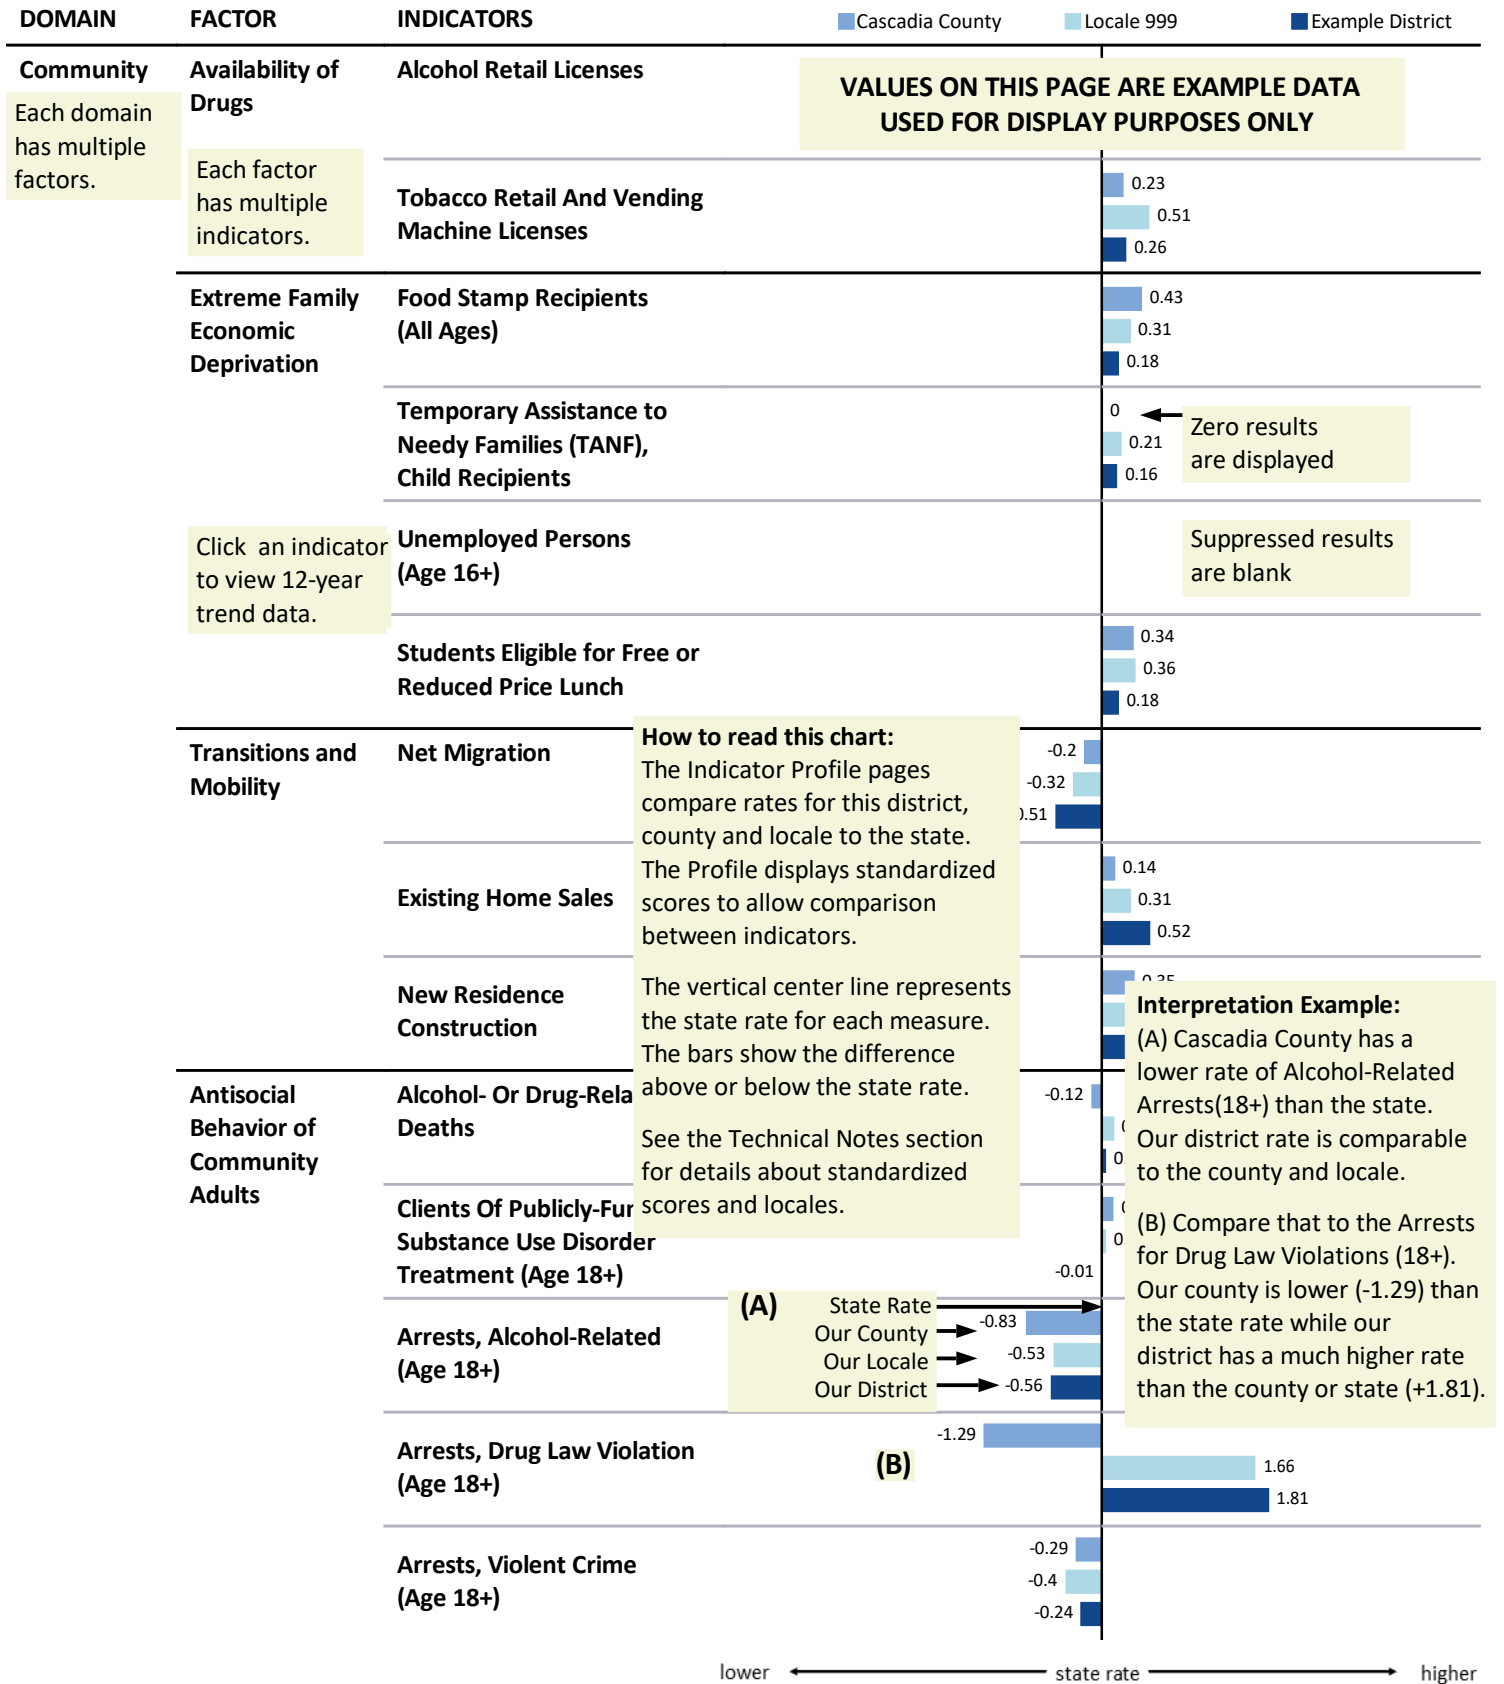 DOMAIN FACTOR INDICATORS Cascadia County Locale 999 Example District
Community
Each domain
has multiple
factors.
Availability of
Drugs
Each factor
has multiple
indicators.
Alcohol Retail Licenses
VALUES ON THIS PAGE ARE EXAMPLE DATA
USED FOR DISPLAY PURPOSES ONLY
Tobacco Retail And Vending
Machine Licenses
0.23
0.51
0.26
Extreme Family
Economic
Deprivation
Food Stamp Recipients
(All Ages)
0.43
0.31
0.18
Temporary Assistance to
Needy Families (TANF),
Child Recipients
0
0.21
0.16
Zero results
are displayed
Click an indicator
to view 12-year
trend data.
Unemployed Persons
(Age 16+)
Suppressed results
are blank
Students Eligible for Free or
Reduced Price Lunch
0.34
0.36
0.18
Transitions and
Mobility
Net Migration
-0.2
-0.32
.51
How to read this chart:
The Indicator Profile pages
compare rates for this district,
county and locale to the state.
The Profile displays standardized
scores to allow comparison
between indicators.
The vertical center line represents
the state rate for each measure.
The bars show the difference
above or below the state rate.
See the Technical Notes section
for details about standardized
scores and locales.
Existing Home Sales
0.14
0.31
0.52
New Residence
Construction
Interpretation Example:
(A) Cascadia County has a
lower rate of Alcohol-Related
Arrests(18+) than the state.
Our district rate is comparable
to the county and locale.
(B) Compare that to the Arrests
for Drug Law Violations (18+).
Our county is lower (-1.29) than
the state rate while our
district has a much higher rate
than the county or state (+1.81).
Antisocial
Behavior of
Community
Adults
Alcohol- Or Drug-Rela
Deaths
-0.12
0.
Clients Of Publicly-Fu
Substance Use Disorder
Treatment (Age 18+)
0.
-0.01
Arrests, Alcohol-Related
(Age 18+)
(A) State Rate
Our County -0.83
Our Locale -0.53
Our District -0.56
Arrests, Drug Law Violation
(Age 18+)
(B)
-1.29
1.66
1.81
Arrests, Violent Crime
(Age 18+)
-0.29
-0.4
-0.24
lower state rate higher